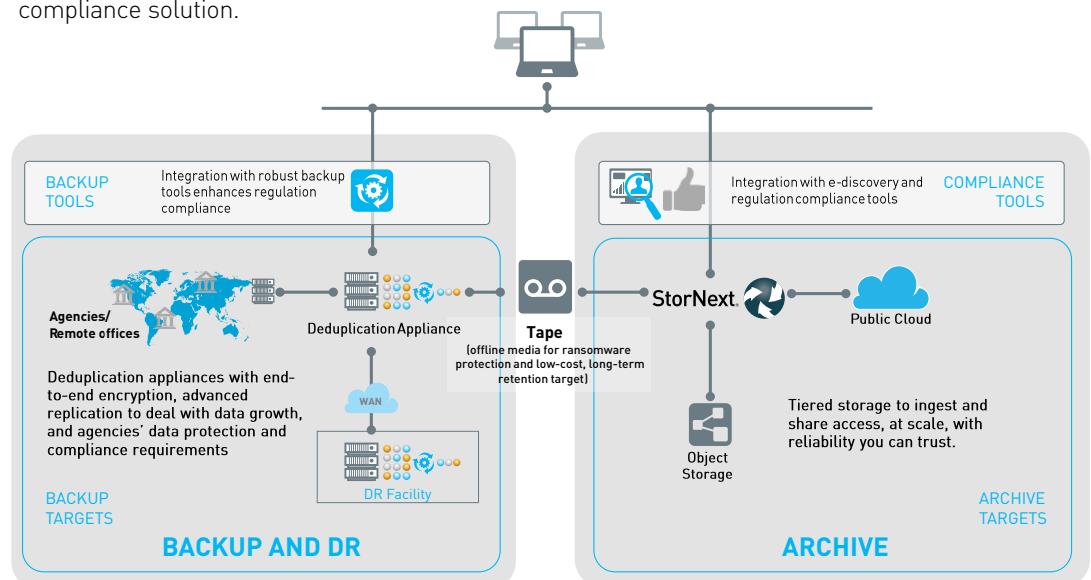 compliance solution.
BACKUP
TOOLS
Integration with robust backup
tools enhances regulation
compliance
Integration with e-discovery and
regulation compliance tools
COMPLIANCE
TOOLS
Agencies/
Remote offices
Deduplication Appliance
Tape
(offline media for ransomware
protection and low-cost, long-term
retention target)
StorNext.
Public Cloud
Deduplication appliances with end-
to-end encryption, advanced
replication to deal with data growth,
and agencies’ data protection and
compliance requirements
WAN
DR Facility
Object
Storage
Tiered storage to ingest and
share access, at scale, with
reliability you can trust.
BACKUP
TARGETS
BACKUP AND DR
ARCHIVE
TARGETS
ARCHIVE